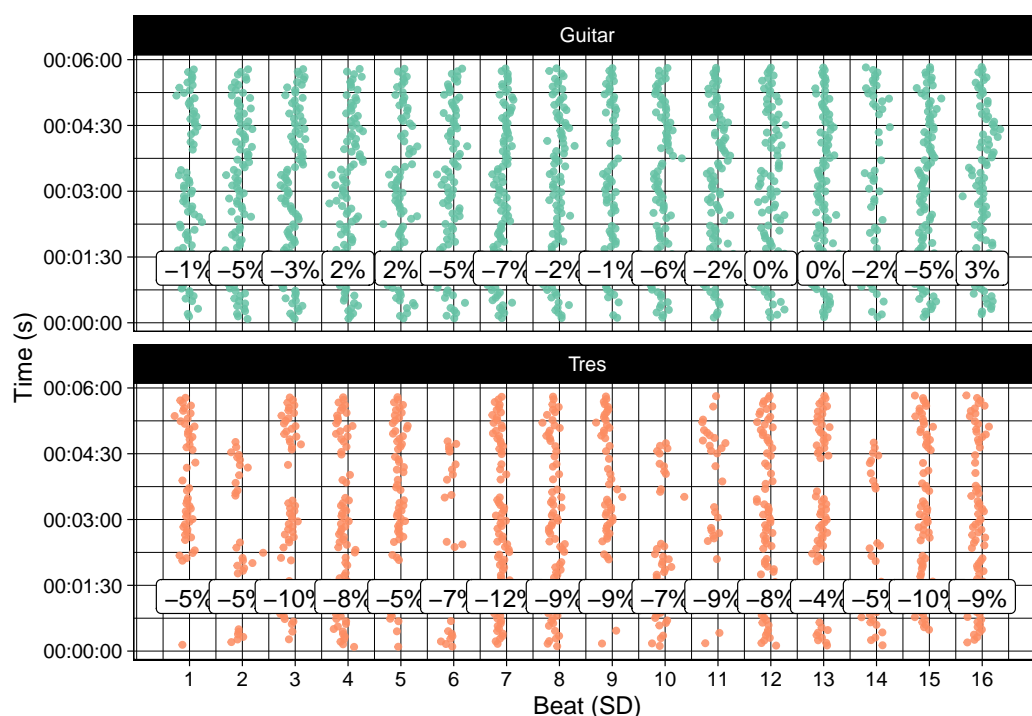 Guitar
00:06:00
00:04:30
00:03:00
00:01:30
00:00:00
−1% −5% −3% 2% 2% −5% −7% −2% −1% −6% −2% 0% 0% −2% −5% 3%
Time (s)
Tres
00:06:00
00:04:30
00:03:00
00:01:30
00:00:00
−5% −5% −10% −8% −5% −7% −12% −9% −9% −7% −9% −8% −4% −5% −10% −9%
1 2 3 4 5 6 7 8 9 10 11 12 13 14 15 16
Beat (SD)